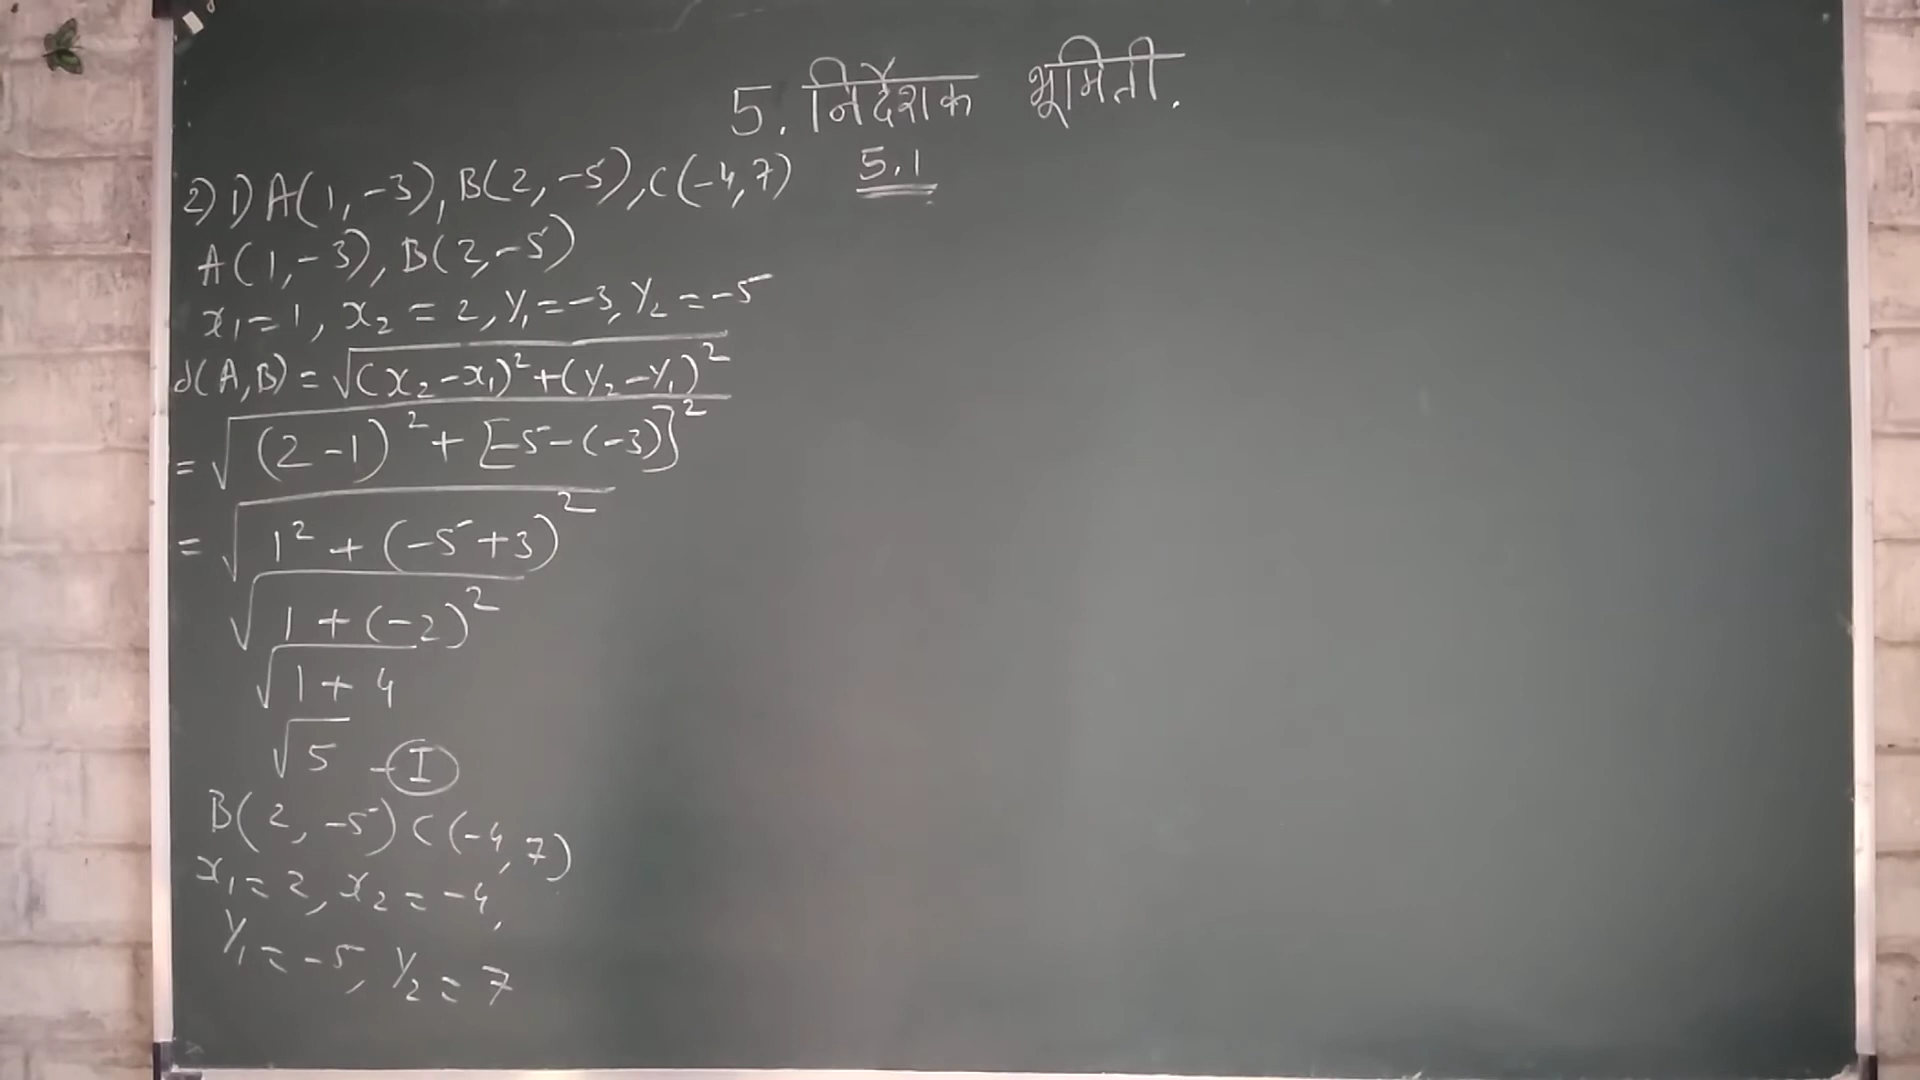 5. निर्देशक भूमिती.
5.1
2) 1) A(1, -3), B(2, -5), C(-4, 7)
A(1, -3), B(2, -5)
x₁ = 1, x₂ = 2, y₁ = -3, y₂ = -5
d(A, B) = √(x₂ - x₁)² + (y₂ - y₁)²
= √(2 - 1)² + [-5 - (-3)]²
= √1² + (-5 + 3)²
√1 + (-2)²
√1 + 4
√5 - I
B(2, -5) C(-4, 7)
x₁ = 2, x₂ = -4,
y₁ = -5, y₂ = 7